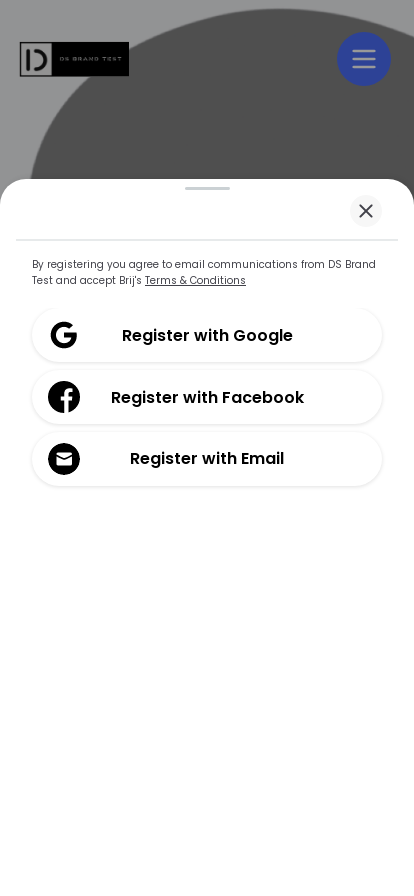 DS BRAND TEST
By registering you agree to email communications from DS Brand
Test and accept Brij's Terms & Conditions
Register with Google
Register with Facebook
Register with Email